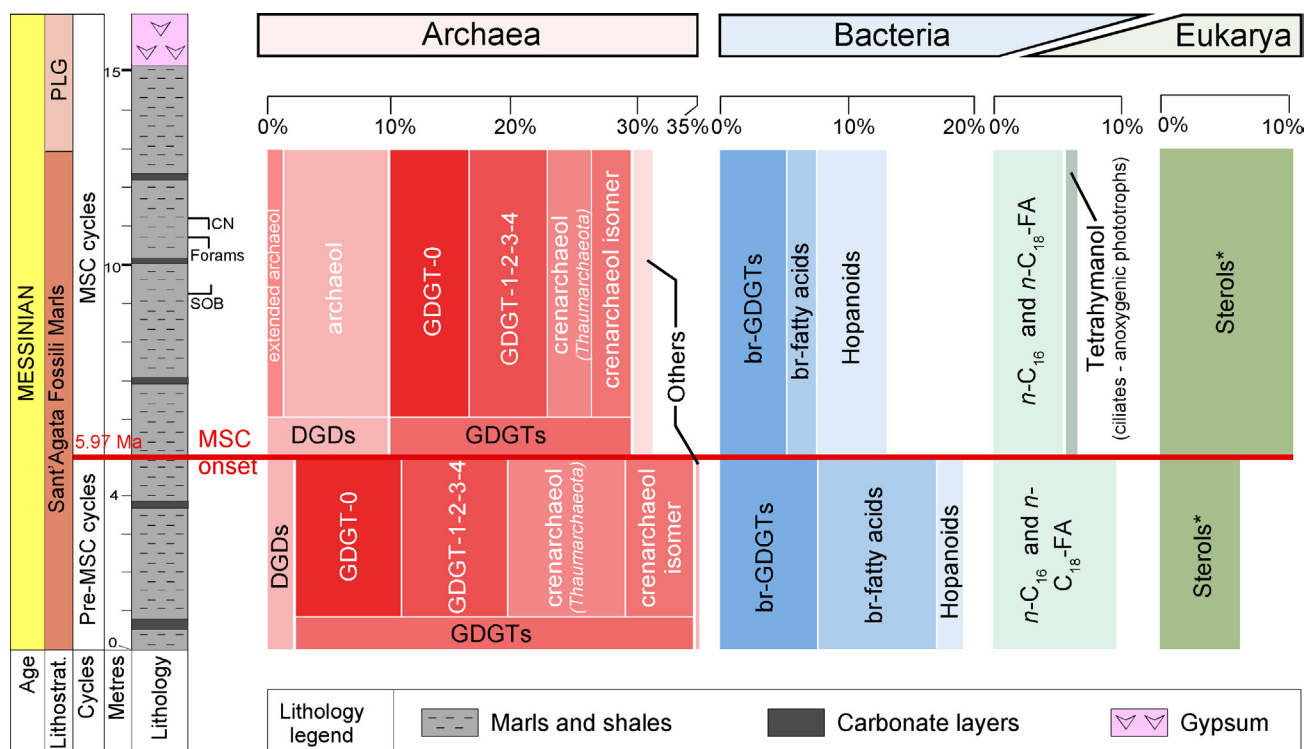 Archaea
Bacteria
Eukarya
0%
10%
20%
30%
35%
0%
10%
20%
0%
10%
0%
10%
MESSINIAN
PLG
Sant'Agata Fossili Marls
MSC cycles
Pre-MSC cycles
15
10
4
0
CN
Forams
SOB
extended archaeol
archaeol
GDGT-0
GDGT-1-2-3-4
crenarchaeol
(Thaumarchaeota)
crenarchaeol isomer
Others
DGDs
GDGTs
br-GDGTs
br-fatty acids
Hopanoids
n-C16 and n-C18-FA
Tetrahymanol
(ciliates - anoxygenic phototrophs)
Sterols*
5.97 Ma
MSC
onset
DGDs
GDGT-0
GDGT-1-2-3-4
crenarchaeol
(Thaumarchaeota)
crenarchaeol
isomer
GDGTs
br-GDGTs
br-fatty acids
Hopanoids
n-C16 and n-
C18-FA
Sterols*
Age
Lithostrat.
Cycles
Metres
Lithology
Lithology
legend
Marls and shales
Carbonate layers
Gypsum